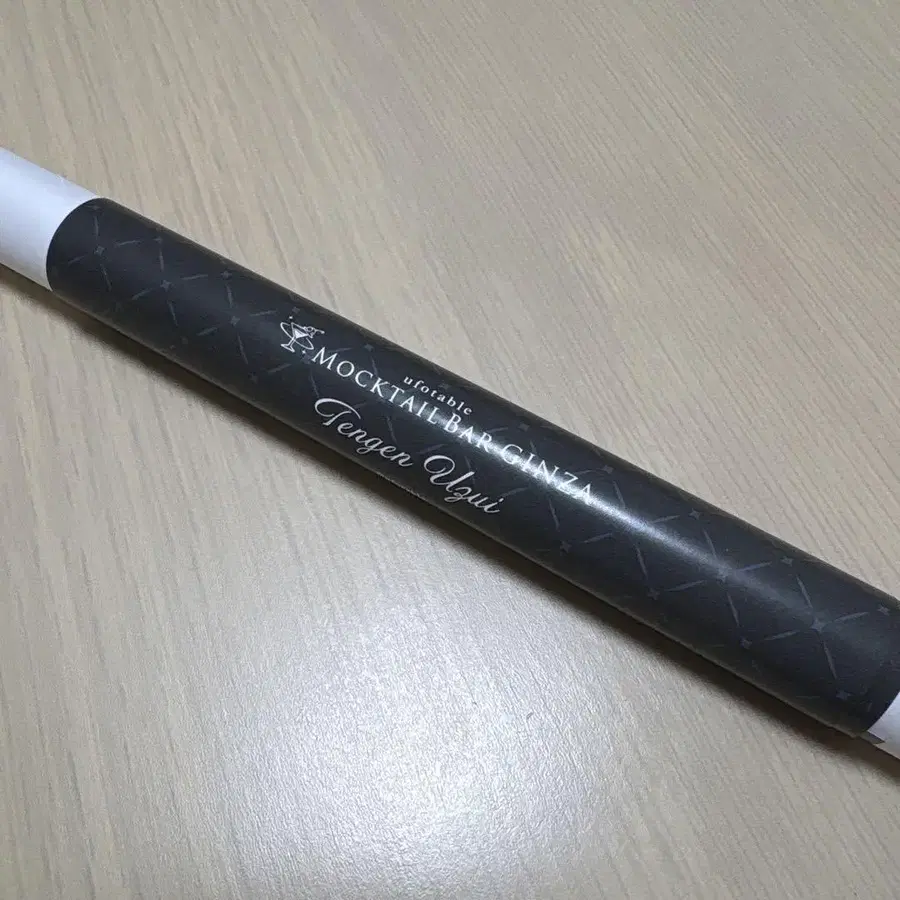 ufotable
MOCKTAIL BAR GINZA
Tengen Uzui